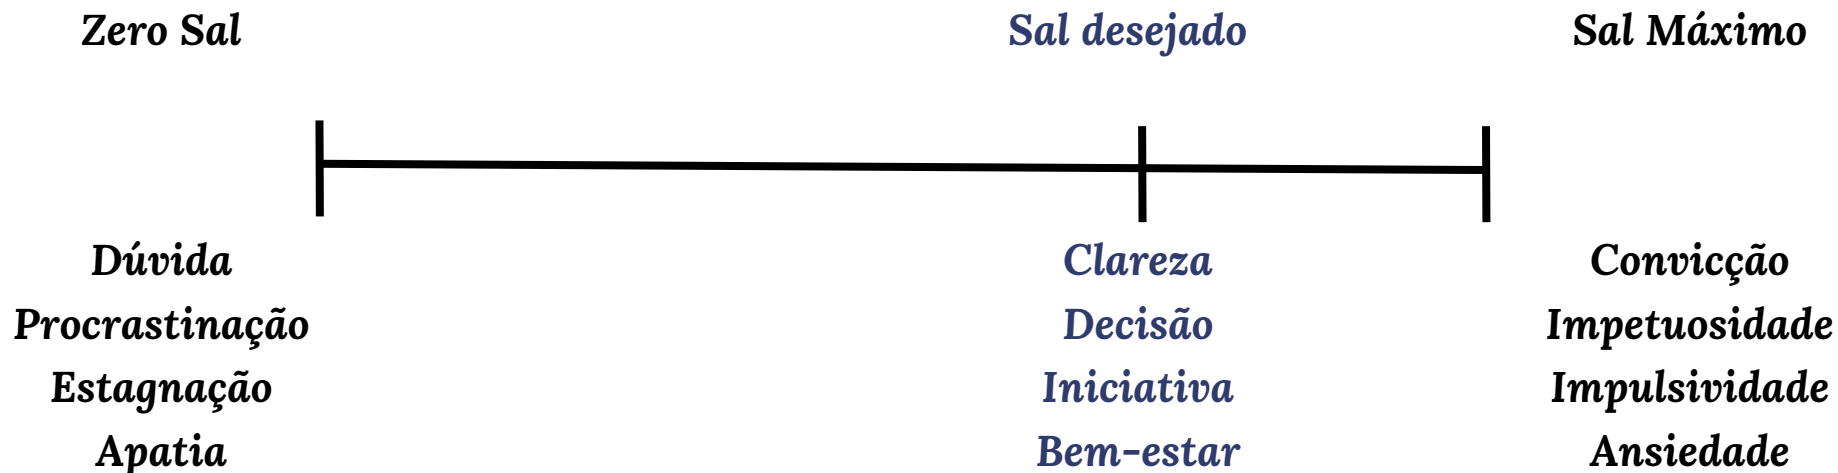 Zero Sal Sal desejado Sal Máximo
Dúvida Clareza Convicção
Procrastinação Decisão Impetuosidade
Estagnação Iniciativa Impulsividade
Apatia Bem-estar Ansiedade